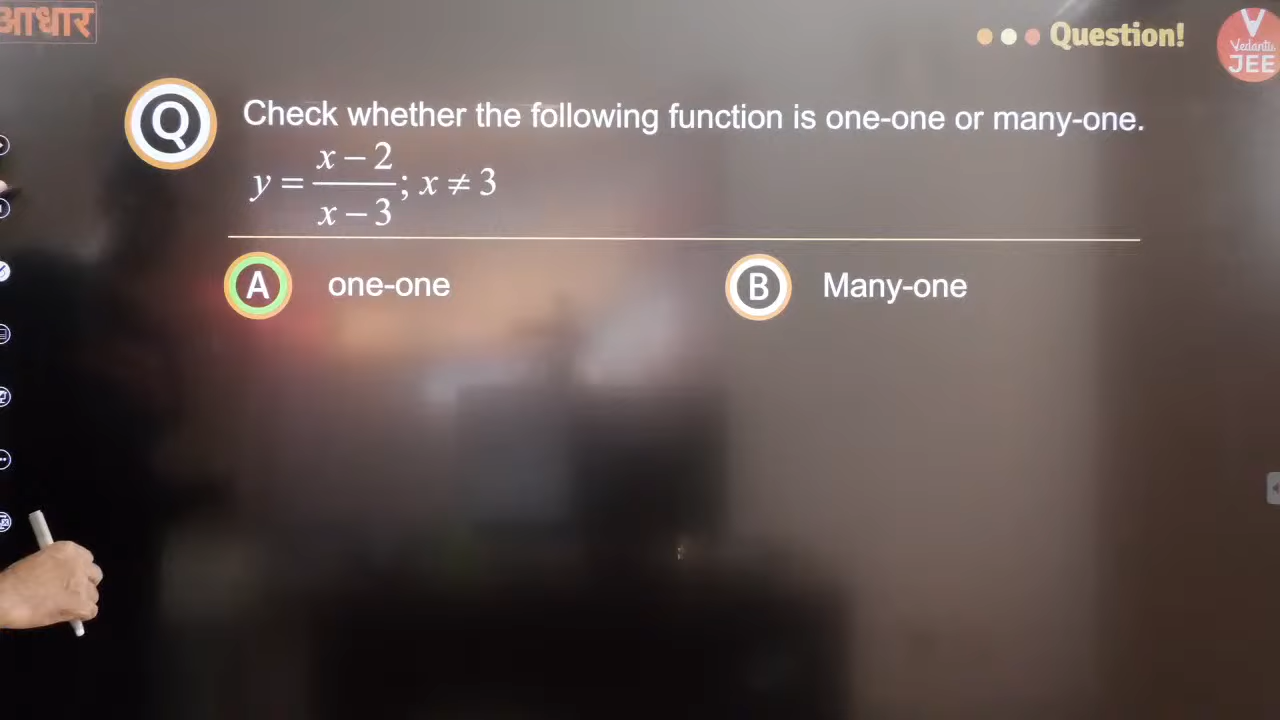 आधार
Question!
Vedantu
JEE
Q
Check whether the following function is one-one or many-one.
y = \frac{x-2}{x-3}; x ≠ 3
A one-one B Many-one